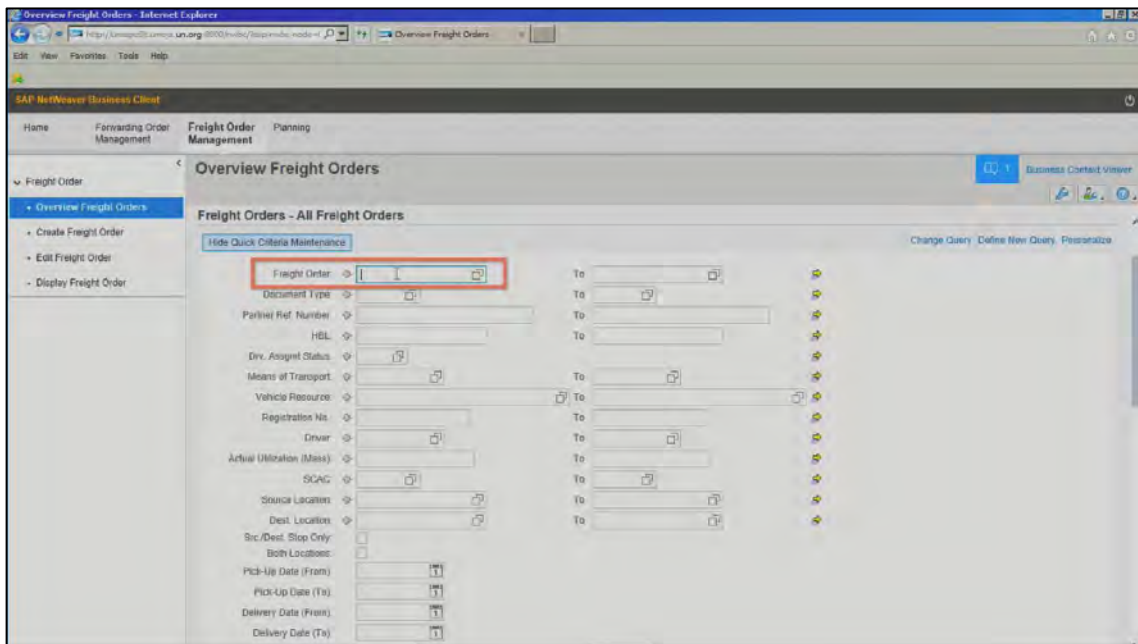 Overview Freight Orders - Internet Explorer
un.org
Overview Freight Orders
Edit View Favorites Tools Help
SAP NetWeaver Business Client
Home Forwarding Order Management Freight Order Management Planning
Overview Freight Orders
1 Business Context Viewer
Freight Order
Overview Freight Orders
Create Freight Order
Edit Freight Order
Display Freight Order
Freight Orders - All Freight Orders
Hide Quick Criteria Maintenance Change Query Define New Query Personalize
Freight Order: To
Document Type: To
Partner Ref. Number: To
HBL: To
Drv. Assgmt Status:
Means of Transport: To
Vehicle Resource: To
Registration No.: To
Driver: To
Actual Utilization (Mass): To
SCAC: To
Source Location: To
Dest. Location: To
Src./Dest. Stop Only:
Both Locations:
Pick-Up Date (From):
Pick-Up Date (To):
Delivery Date (From):
Delivery Date (To):